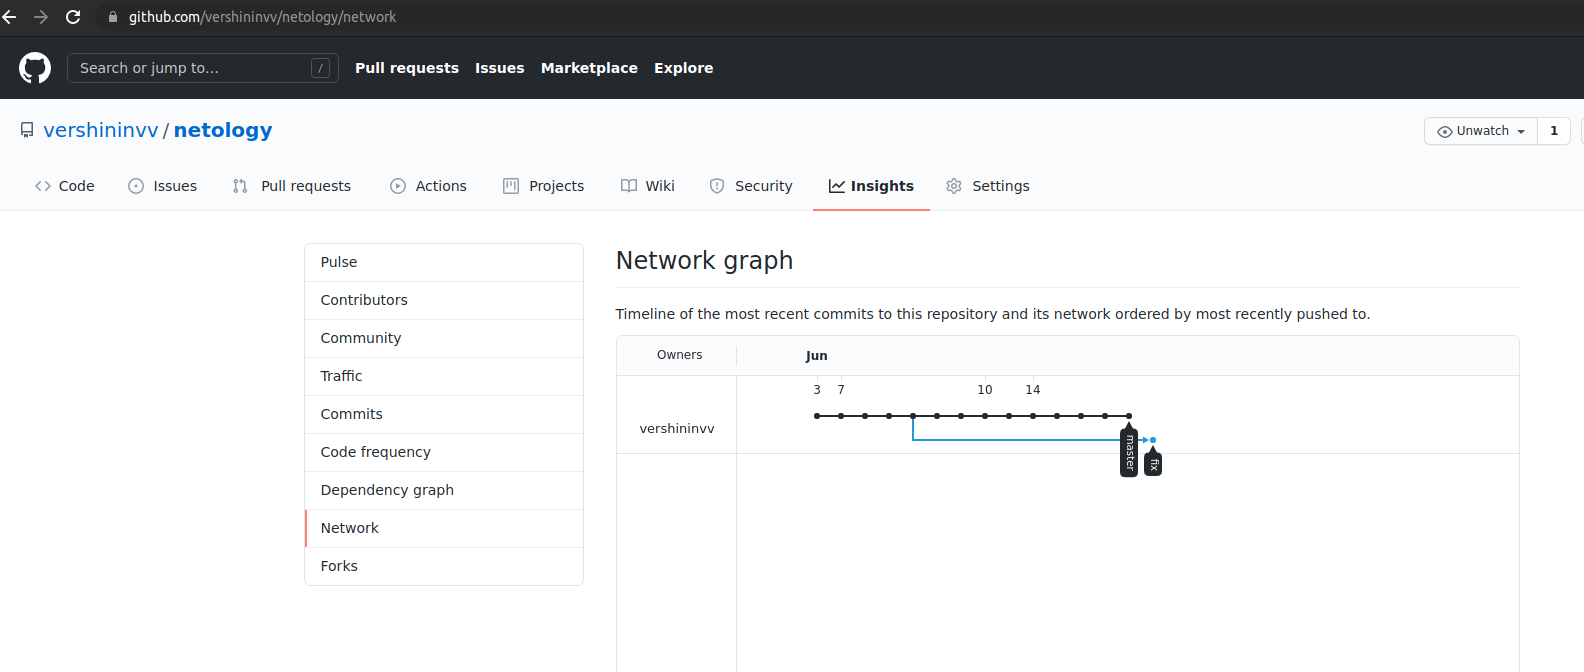 github.com/vershininvv/netology/network
Search or jump to… / Pull requests Issues Marketplace Explore
vershininvv / netology
Unwatch 1
Code Issues Pull requests Actions Projects Wiki Security Insights Settings
Pulse
Contributors
Community
Traffic
Commits
Code frequency
Dependency graph
Network
Forks
Network graph
Timeline of the most recent commits to this repository and its network ordered by most recently pushed to.
Owners Jun
3 7 10 14
vershininvv
master
fix